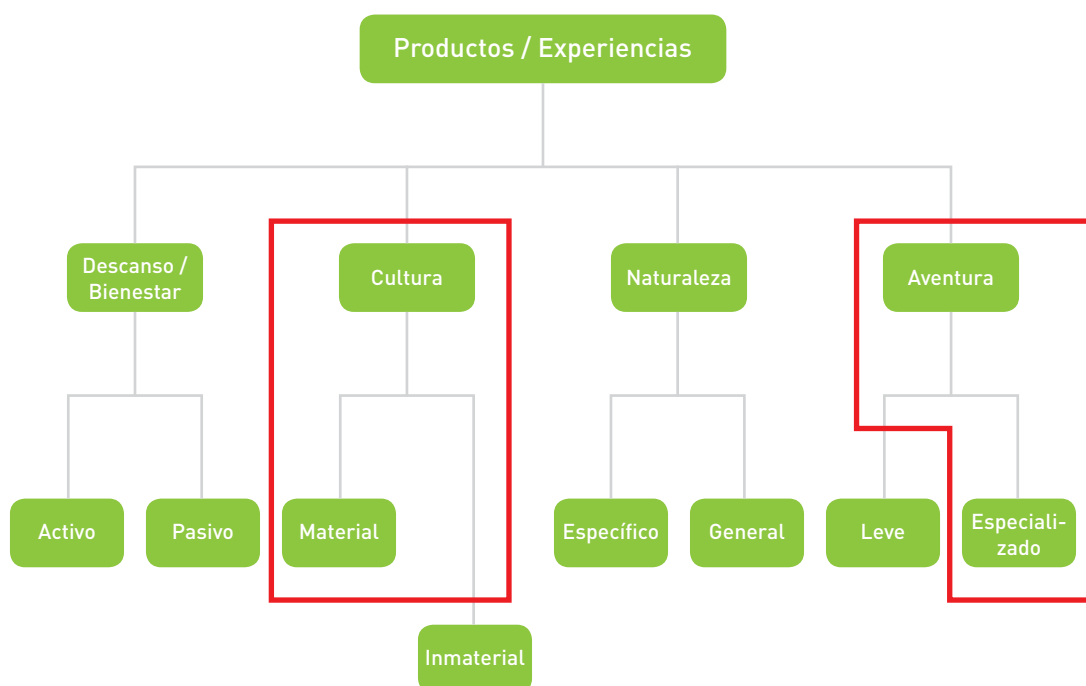 Productos / Experiencias
Descanso /
Bienestar
Cultura
Naturaleza
Aventura
Activo
Pasivo
Material
Específico
General
Leve
Especiali-
zado
Inmaterial